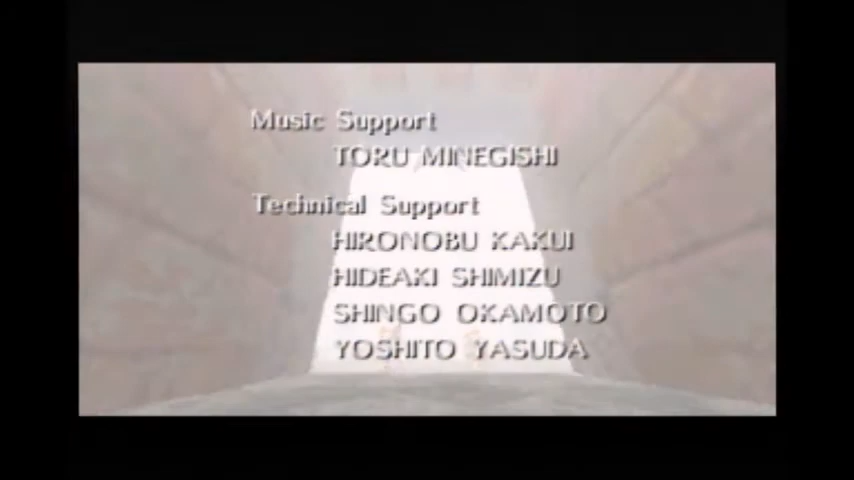 Music Support
TORU MINEGISHI
Technical Support
HIRONOBU KAKUI
HIDEAKI SHIMIZU
SHINGO OKAMOTO
YOSHITO YASUDA